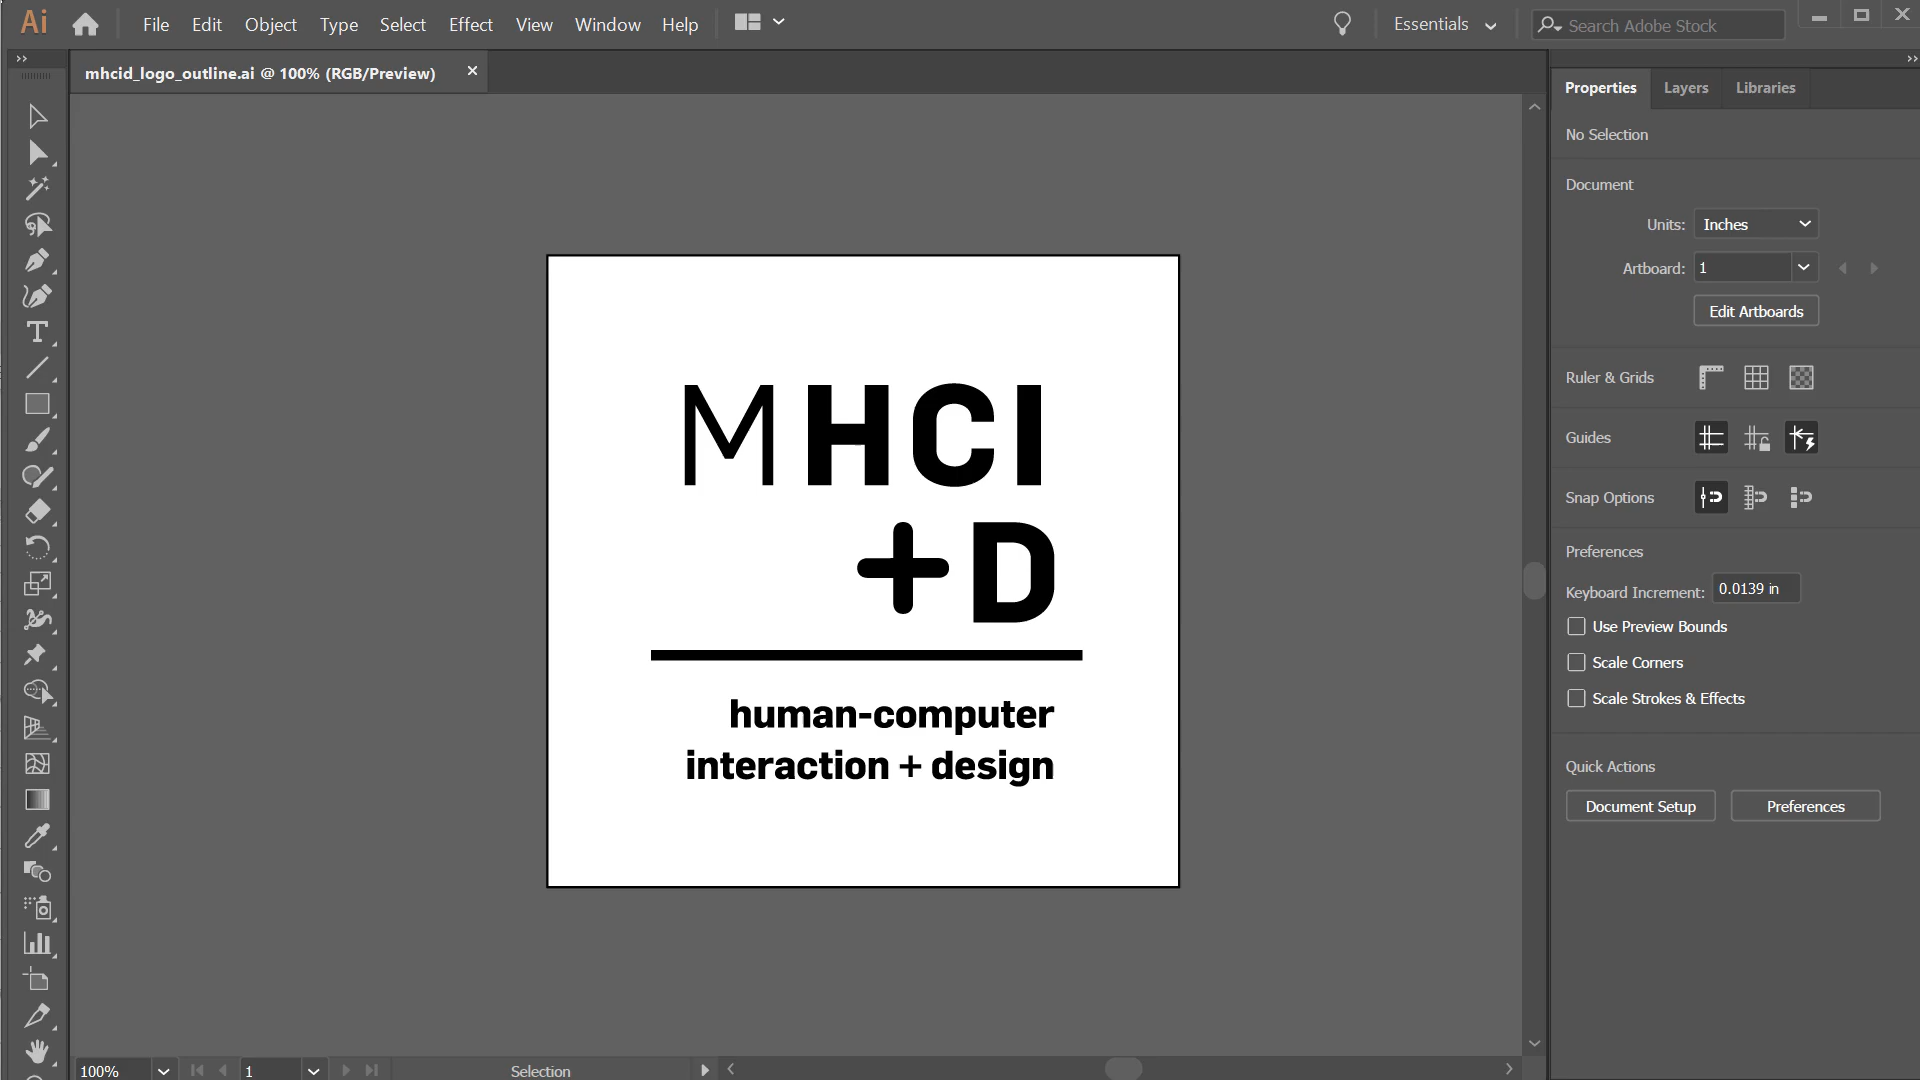 Ai File Edit Object Type Select Effect View Window Help Essentials Search Adobe Stock
mhcid_logo_outline.ai @ 100% (RGB/Preview)
Properties Layers Libraries
No Selection
Document
Units: Inches
Artboard: 1
Edit Artboards
Ruler & Grids
Guides
Snap Options
Preferences
Keyboard Increment: 0.0139 in
Use Preview Bounds
Scale Corners
Scale Strokes & Effects
Quick Actions
Document Setup Preferences
MHCI
+D
human-computer
interaction + design
100% 1 Selection